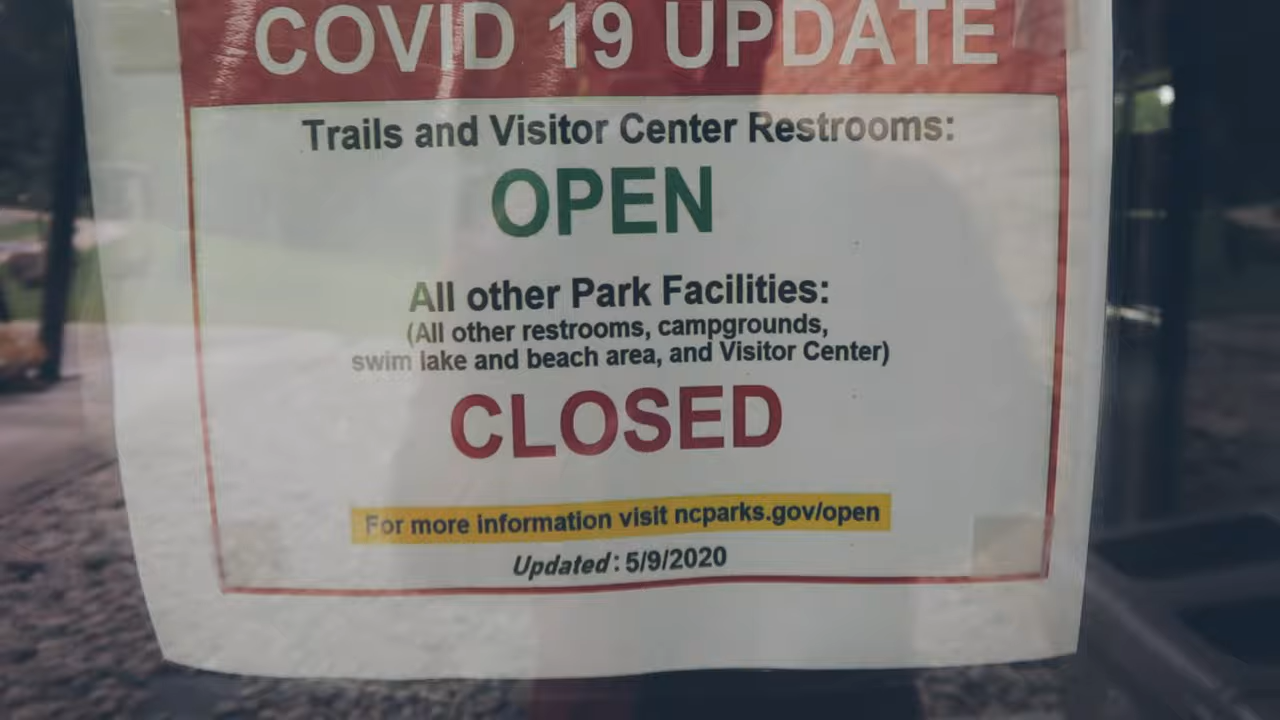 COVID 19 UPDATE
Trails and Visitor Center Restrooms:
OPEN
All other Park Facilities:
(All other restrooms, campgrounds,
swim lake and beach area, and Visitor Center)
CLOSED
For more information visit ncparks.gov/open
Updated: 5/9/2020